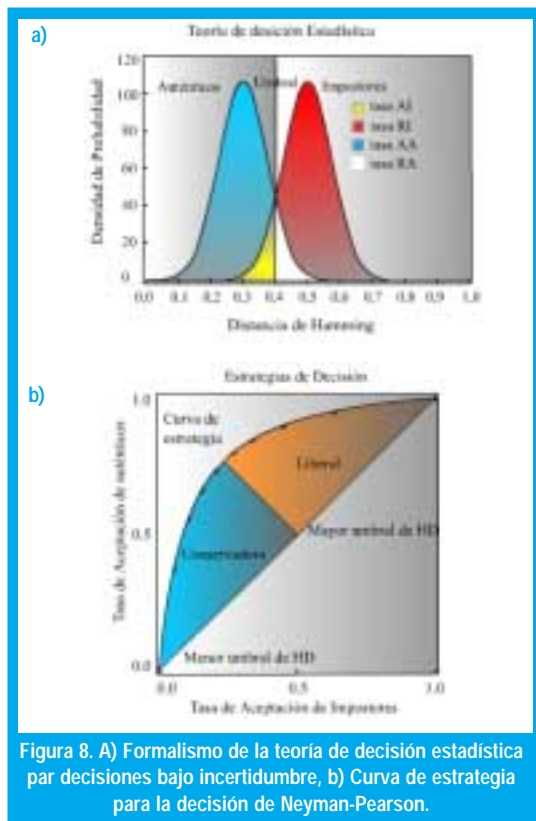 a)
Teoría de desición Estadística
Densidad de Probabilidad
120
100
80
60
40
20
0
Auténticos
Umbral
Impostores
tasa AI
tasa RI
tasa AA
tasa RA
0.0 0.1 0.2 0.3 0.4 0.5 0.6 0.7 0.8 0.9 1.0
Distancia de Hamming
b)
Estrategias de Decisión
Tasa de Aceptación de auténticos
1.0
0.5
0.0
Curva de
estrategia
Liberal
Conservadora
Mayor umbral de HD
Menor umbral de HD
0.0 0.5 1.0
Tasa de Aceptación de Impostores
Figura 8. A) Formalismo de la teoría de decisión estadística
par decisiones bajo incertidumbre, b) Curva de estrategia
para la decisión de Neyman-Pearson.